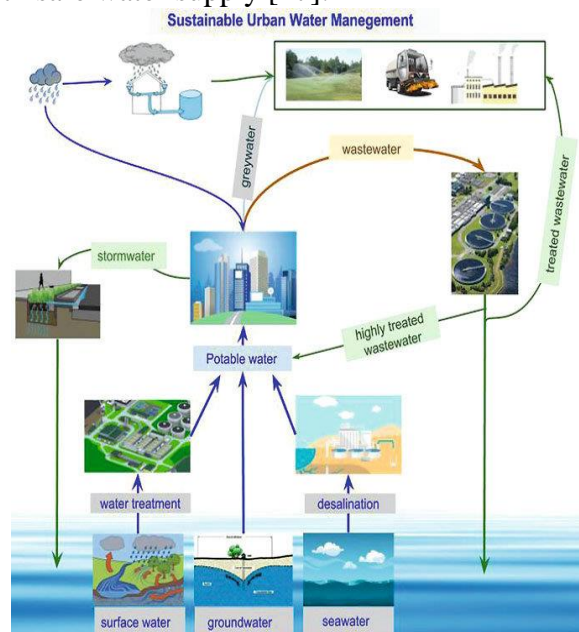 Sustainable Urban Water Manegement
greywater
wastewater
treated wastewater
stormwater
highly treated
wastewater
Potable water
water treatment
desalination
surface water
groundwater
seawater